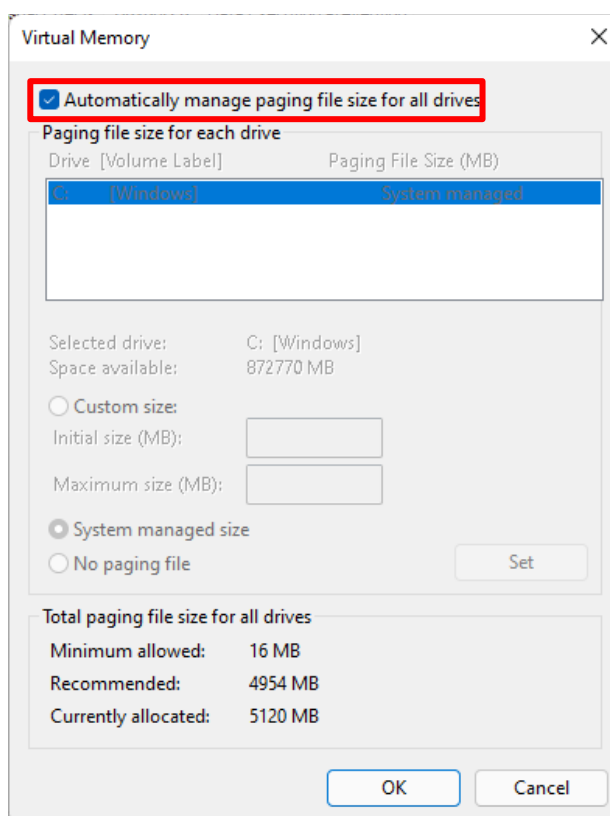 Virtual Memory
Automatically manage paging file size for all drives
Paging file size for each drive
Drive [Volume Label] Paging File Size (MB)
C: [Windows] System managed
Selected drive: C: [Windows]
Space available: 872770 MB
Custom size:
Initial size (MB):
Maximum size (MB):
System managed size
No paging file Set
Total paging file size for all drives
Minimum allowed: 16 MB
Recommended: 4954 MB
Currently allocated: 5120 MB
OK Cancel